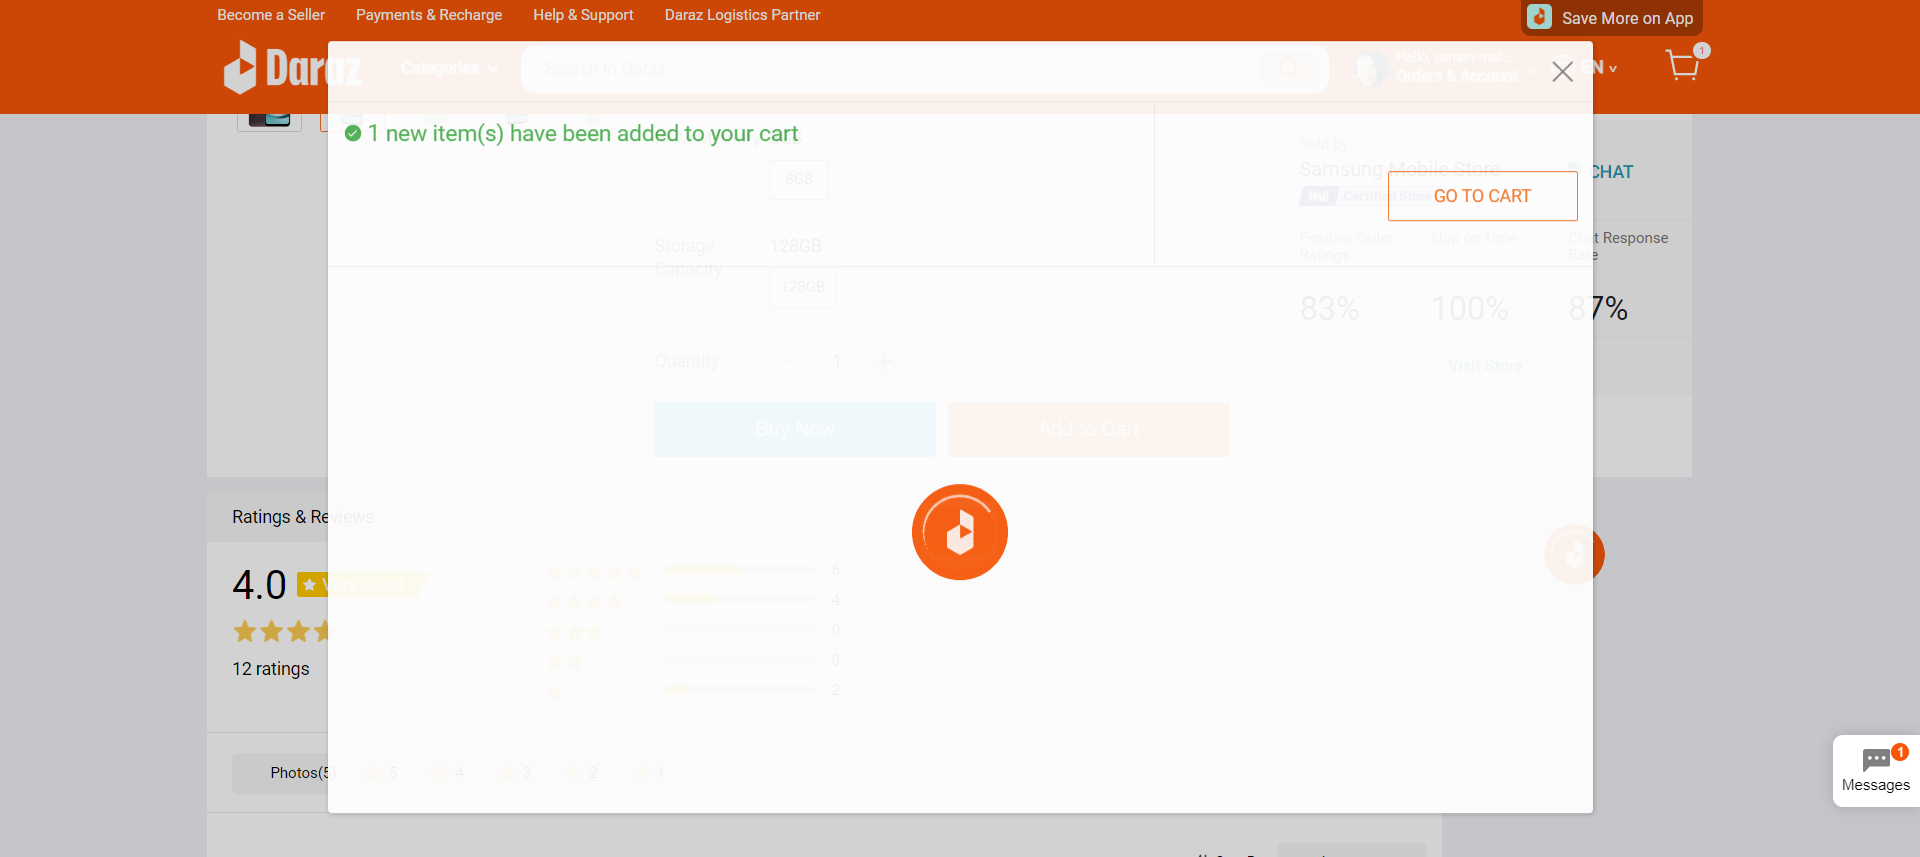 Become a Seller Payments & Recharge Help & Support Daraz Logistics Partner
Save More on App
Daraz Categories Search in Daraz Hello, yaman meh... EN 1
Orders & Account
1 new item(s) have been added to your cart
Sold by
Samsung Mobile Store CHAT
8GB
Mall Certified Store GO TO CART
Storage Capacity 128GB
Positive Seller Ratings Ship on Time Chat Response Rate
128GB
83% 100% 87%
Quantity 1
Visit Store
Buy Now Add to Cart
Ratings & Reviews
4.0 Very Good
6
4
0
12 ratings
0
2
Photos(5 5 4 3 2 1
1
Messages